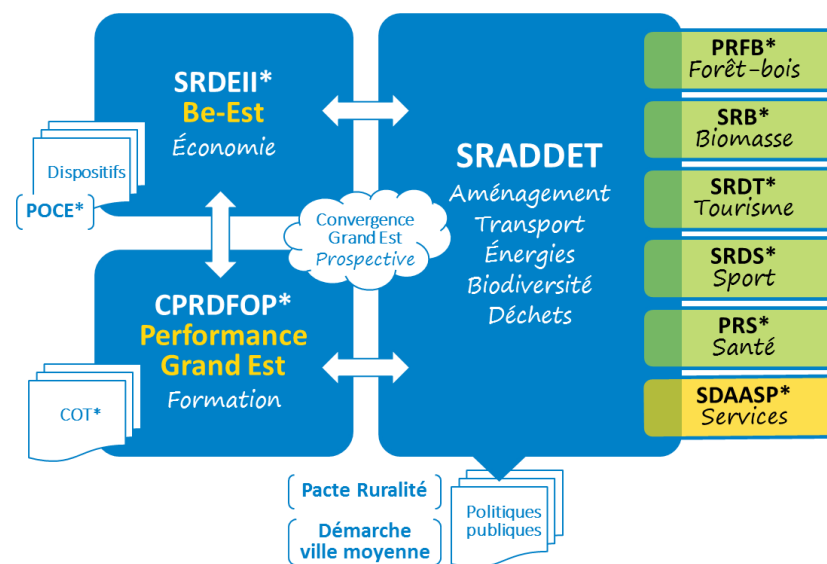 SRDEII*
Be-Est
Économie
Dispositifs
POCE*
Convergence
Grand Est
Prospective
CPRDFOP*
Performance
Grand Est
Formation
COT*
SRADDET
Aménagement
Transport
Énergies
Biodiversité
Déchets
PRFB*
Forêt-bois
SRB*
Biomasse
SRDT*
Tourisme
SRDS*
Sport
PRS*
Santé
SDAASP*
Services
Pacte Ruralité
Démarche
ville moyenne
Politiques
publiques